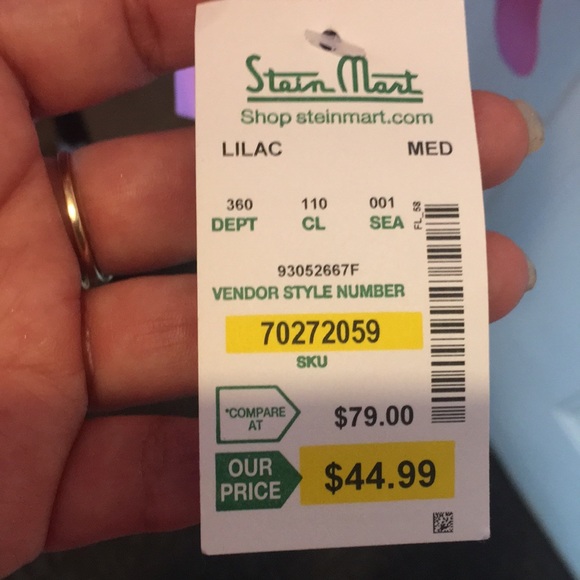 Stein Mart
Shop steinmart.com
LILAC MED
360 110 001
DEPT CL SEA
FL_58
93052667F
VENDOR STYLE NUMBER
70272059
SKU
*COMPARE AT $79.00
OUR PRICE $44.99